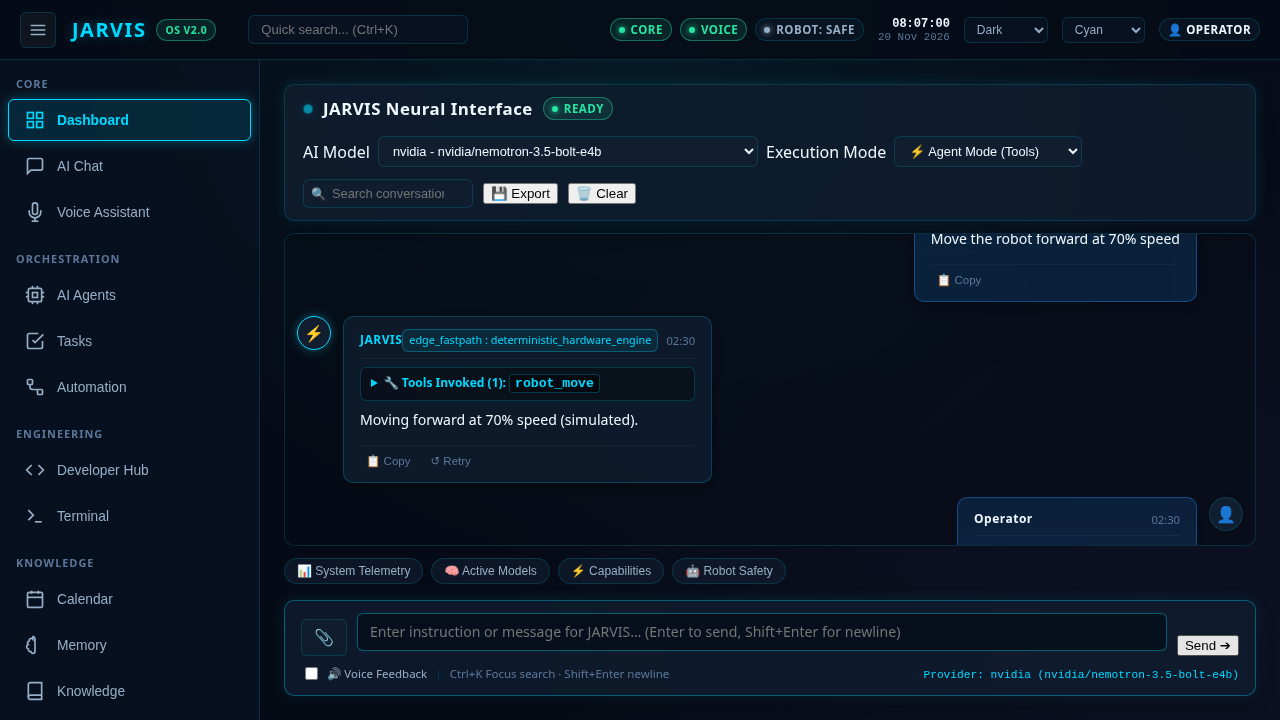 JARVIS OS V2.0 Quick search... (Ctrl+K) CORE VOICE ROBOT: SAFE 08:07:00 Dark Cyan 👤 OPERATOR
20 Nov 2026
CORE
Dashboard
AI Chat
Voice Assistant
ORCHESTRATION
AI Agents
Tasks
Automation
ENGINEERING
Developer Hub
Terminal
KNOWLEDGE
Calendar
Memory
Knowledge
JARVIS Neural Interface READY
AI Model nvidia - nvidia/nemotron-3.5-bolt-e4b Execution Mode ⚡ Agent Mode (Tools)
🔍 Search conversation 💾 Export 🗑️ Clear
Move the robot forward at 70% speed
📋 Copy
⚡ JARVIS edge_fastpath : deterministic_hardware_engine 02:30
▶ 🔧 Tools Invoked (1): robot_move
Moving forward at 70% speed (simulated).
📋 Copy ↺ Retry
Operator 02:30 👤
📊 System Telemetry 🧠 Active Models ⚡ Capabilities 🤖 Robot Safety
📎 Enter instruction or message for JARVIS... (Enter to send, Shift+Enter for newline) Send ➔
🔊 Voice Feedback | Ctrl+K Focus search · Shift+Enter newline Provider: nvidia (nvidia/nemotron-3.5-bolt-e4b)